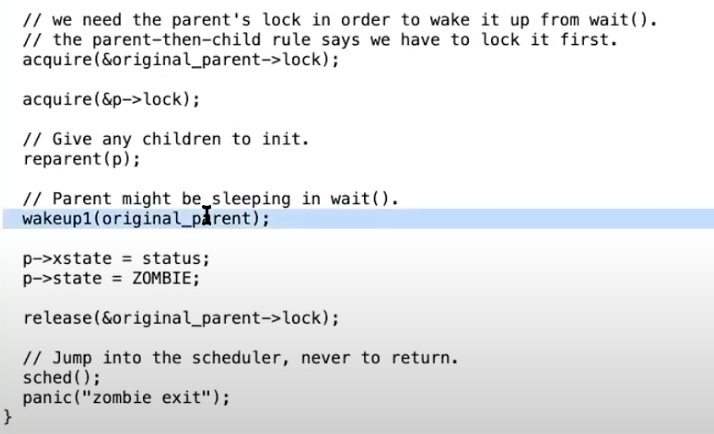 // we need the parent's lock in order to wake it up from wait().
// the parent-then-child rule says we have to lock it first.
acquire(&original_parent->lock);
acquire(&p->lock);
// Give any children to init.
reparent(p);
// Parent might be sleeping in wait().
wakeup1(original_parent);
p->xstate = status;
p->state = ZOMBIE;
release(&original_parent->lock);
// Jump into the scheduler, never to return.
sched();
panic("zombie exit");
}